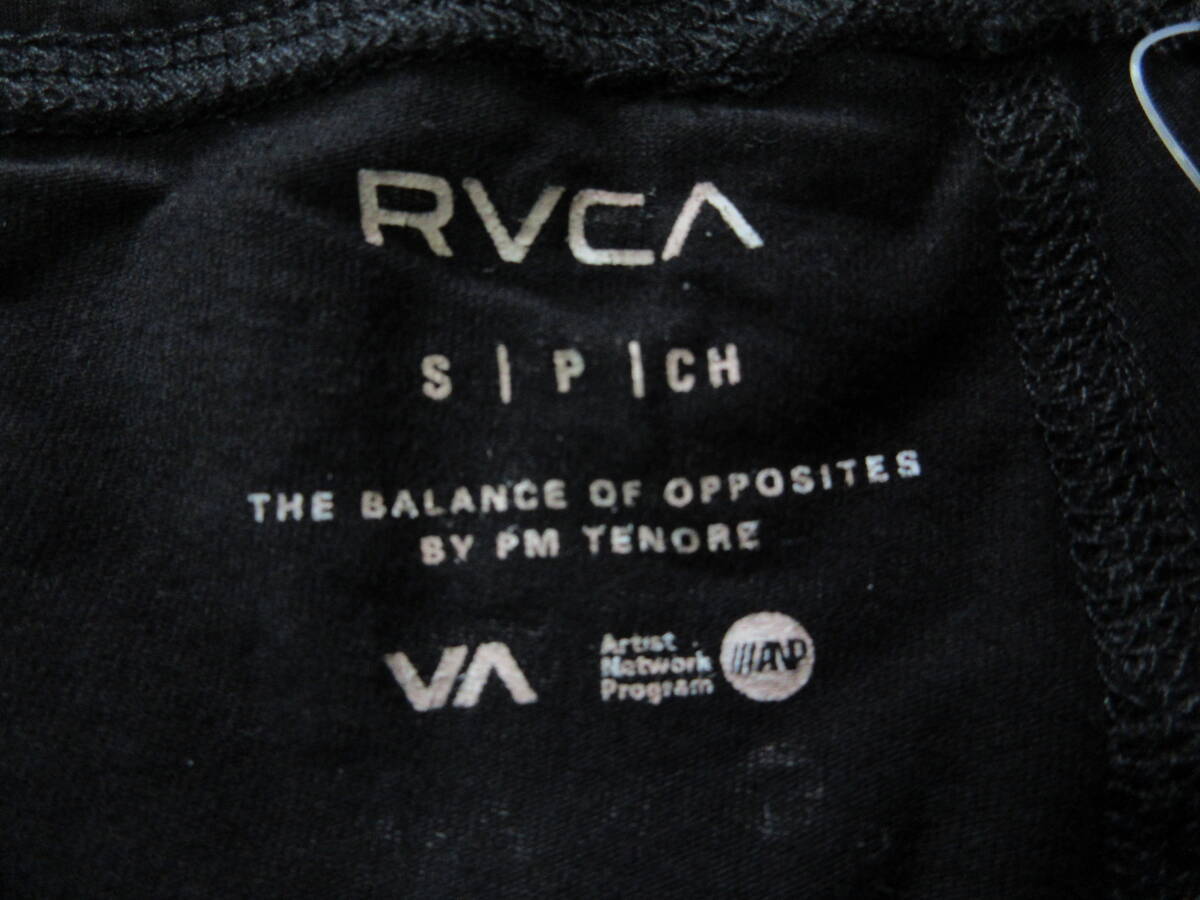 RVCA
S | P | CH
THE BALANCE OF OPPOSITES
BY PM TENORE
VA
Artist
Network
Program
ANP